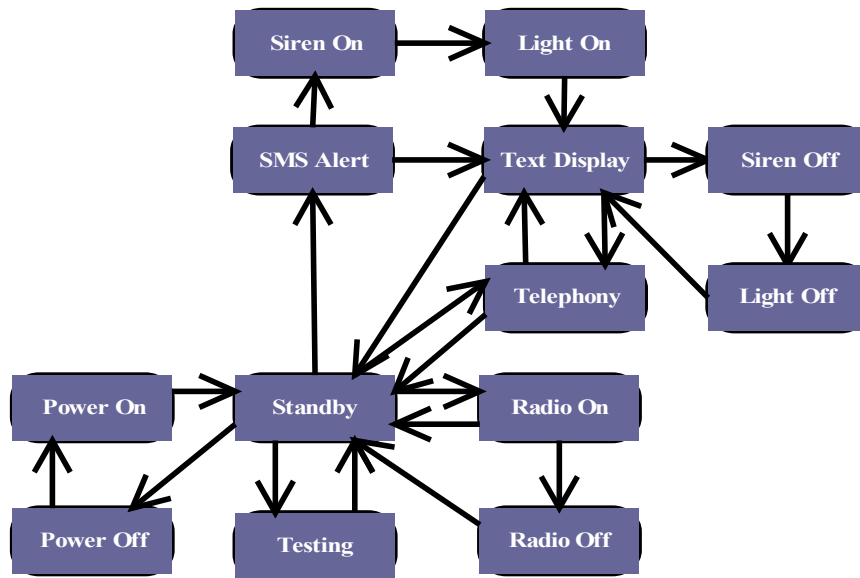 Siren On
Light On
SMS Alert
Text Display
Siren Off
Telephony
Light Off
Power On
Standby
Radio On
Power Off
Testing
Radio Off